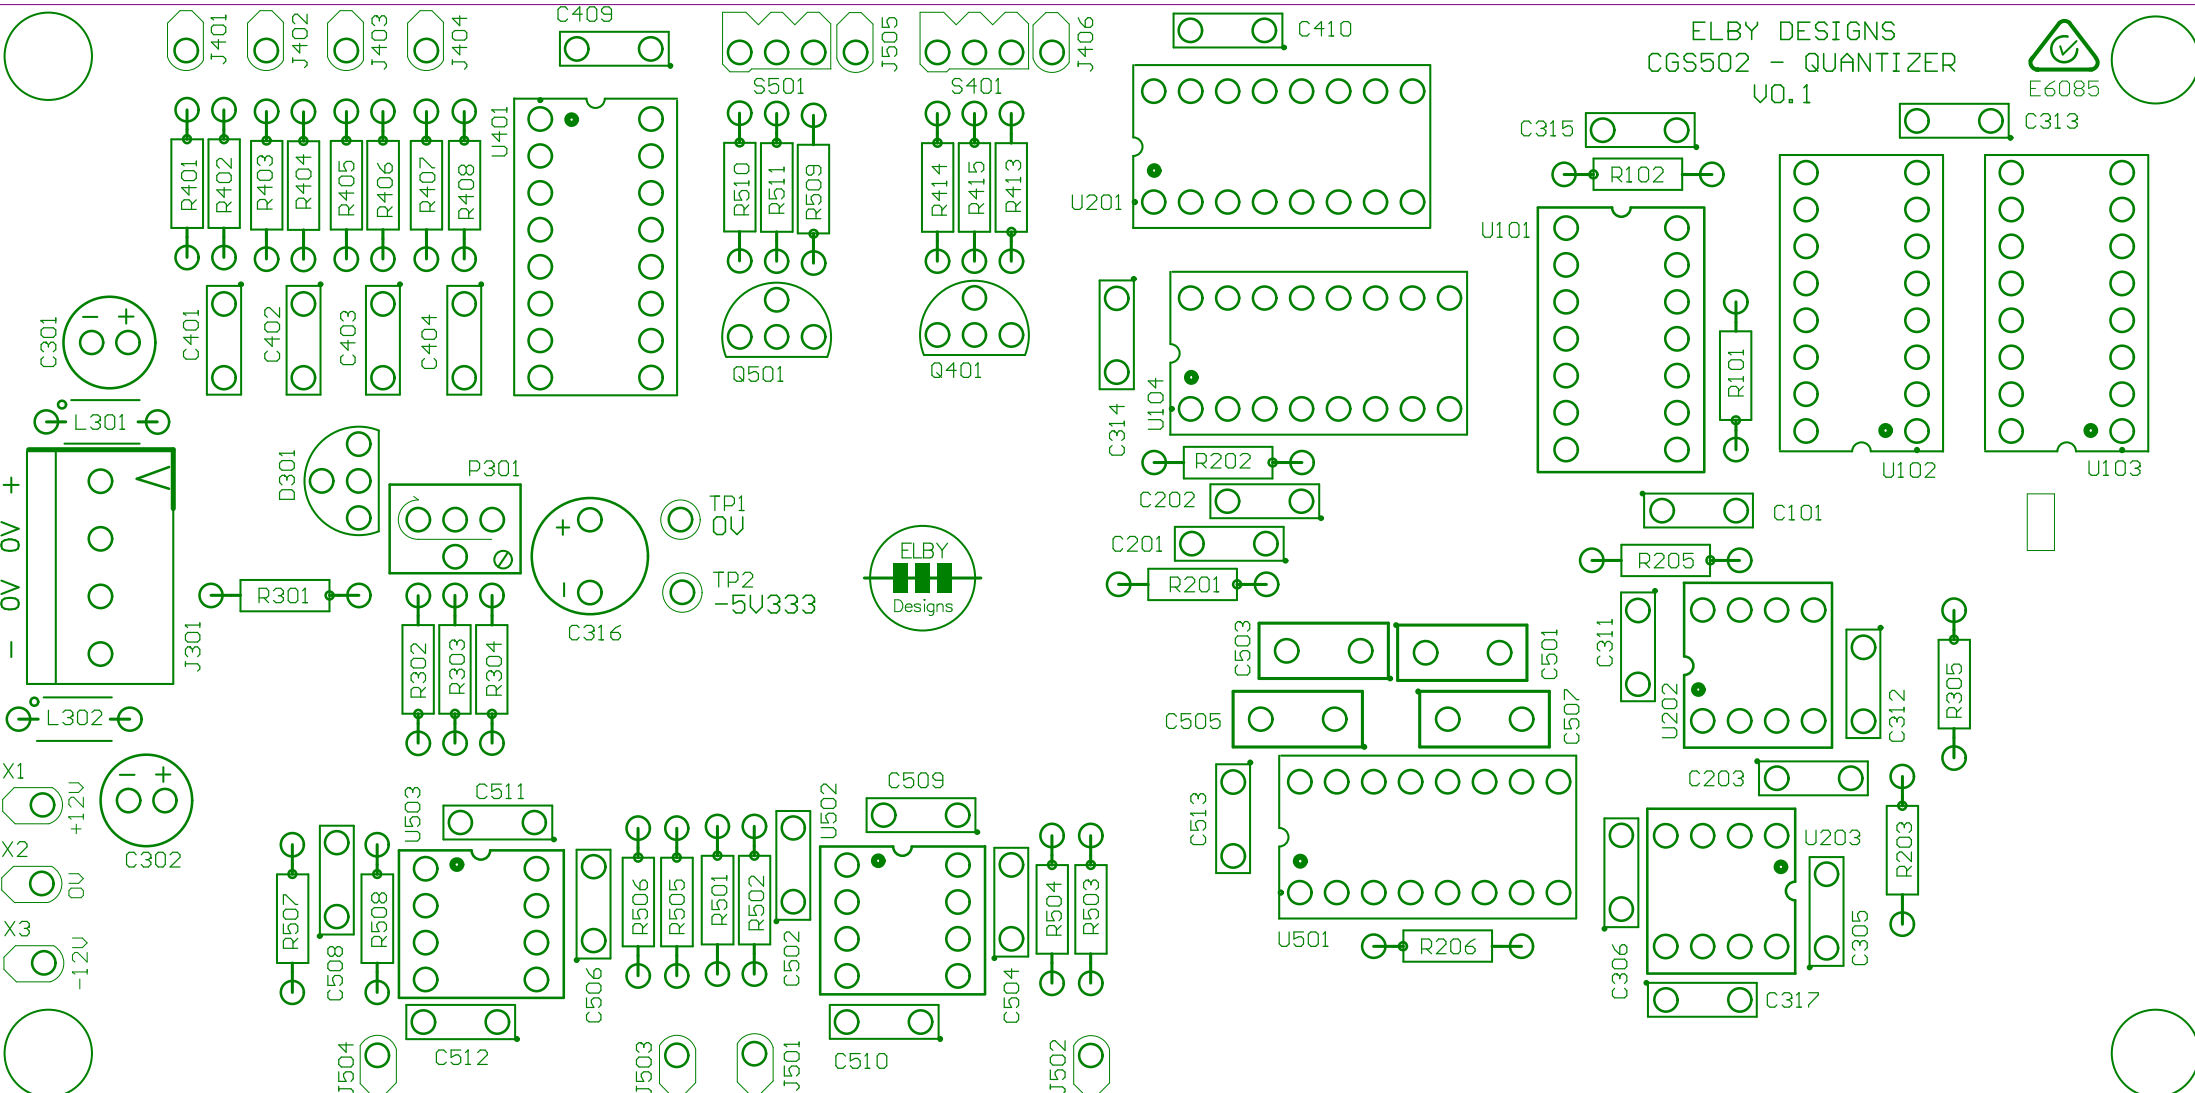 J401
J402
J403
J404
C409
S501
J505
S401
J406
C410
ELBY DESIGNS
CGS502 - QUANTIZER
V0.1
E6085
R401
R402
R403
R404
R405
R406
R407
R408
U401
R510
R511
R509
R414
R415
R413
U201
C315
R102
C313
U101
C301
- +
C401
C402
C403
C404
Q501
Q401
C314
U104
R101
U102
U103
L301
D301
P301
TP1
0V
R202
C202
C101
+
0V
0V
-
+
-
ELBY
Designs
C201
R201
R205
R301
TP2
-5V333
C316
J301
R302
R303
R304
C503
C501
C311
U202
C312
R305
L302
C505
C507
X1
+12V
- +
C302
C203
X2
0V
X3
-12V
U503
C511
U502
C509
C513
U203
R203
R507
C508
R508
C506
R506
R505
R501
R502
C502
C504
R504
R503
U501
R206
C306
C305
C317
C512
C510
J504
J503
J501
J502